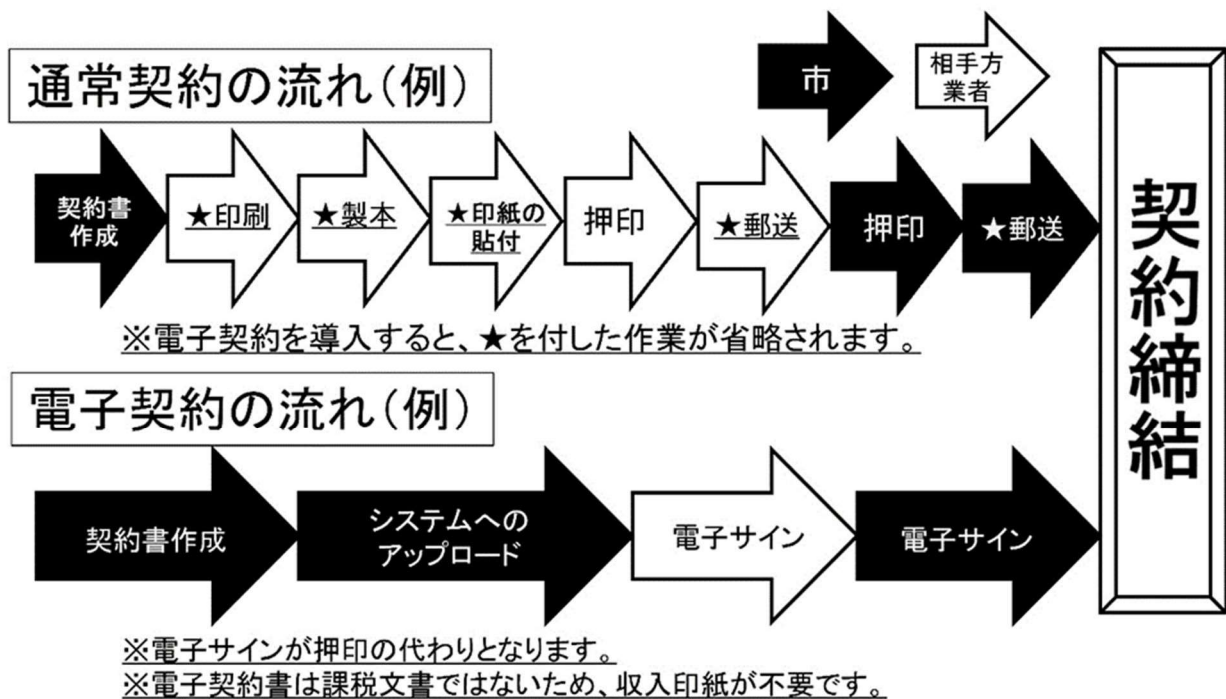 通常契約の流れ（例）
市
相手方
業者
契約書
作成
★印刷
★製本
★印紙の
貼付
押印
★郵送
押印
★郵送
※電子契約を導入すると、★を付した作業が省略されます。
電子契約の流れ（例）
契約書作成
システムへの
アップロード
電子サイン
電子サイン
※電子サインが押印の代わりとなります。
※電子契約書は課税文書ではないため、収入印紙が不要です。
契約締結